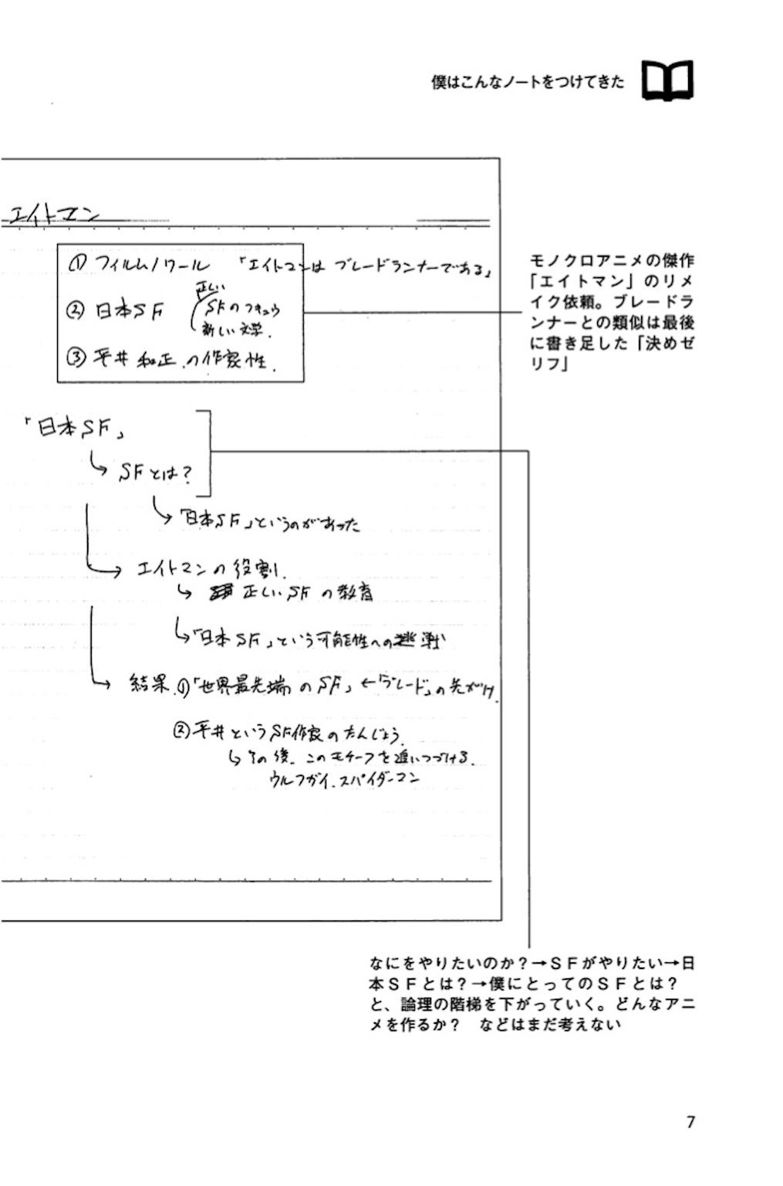 僕はこんなノートをつけてきた
エイトマン
① フィルムノワール 「エイトマンは ブレードランナーである」
② 日本SF
正しい
SFのフキュウ
新しい文学.
③ 平井和正.の作家性.
モノクロアニメの傑作
「エイトマン」のリメ
イク依頼。ブレードラ
ンナーとの類似は最後
に書き足した「決めゼ
リフ」
「日本SF」
SFとは?
「日本SF」というのがあった
エイトマンの役割.
正しいSFの教育
「日本SF」という可能性への挑戦
結果.①「世界最先端のSF」←「ブレード」の先がけ.
②平井というSF作家のたんじょう.
その後、このモチーフを追いつづける.
ウルフガイ.スパイダーマン
なにをやりたいのか?→SFがやりたい→日
本SFとは?→僕にとってのSFとは?
と、論理の階梯を下がっていく。どんなアニ
メを作るか? などはまだ考えない
7